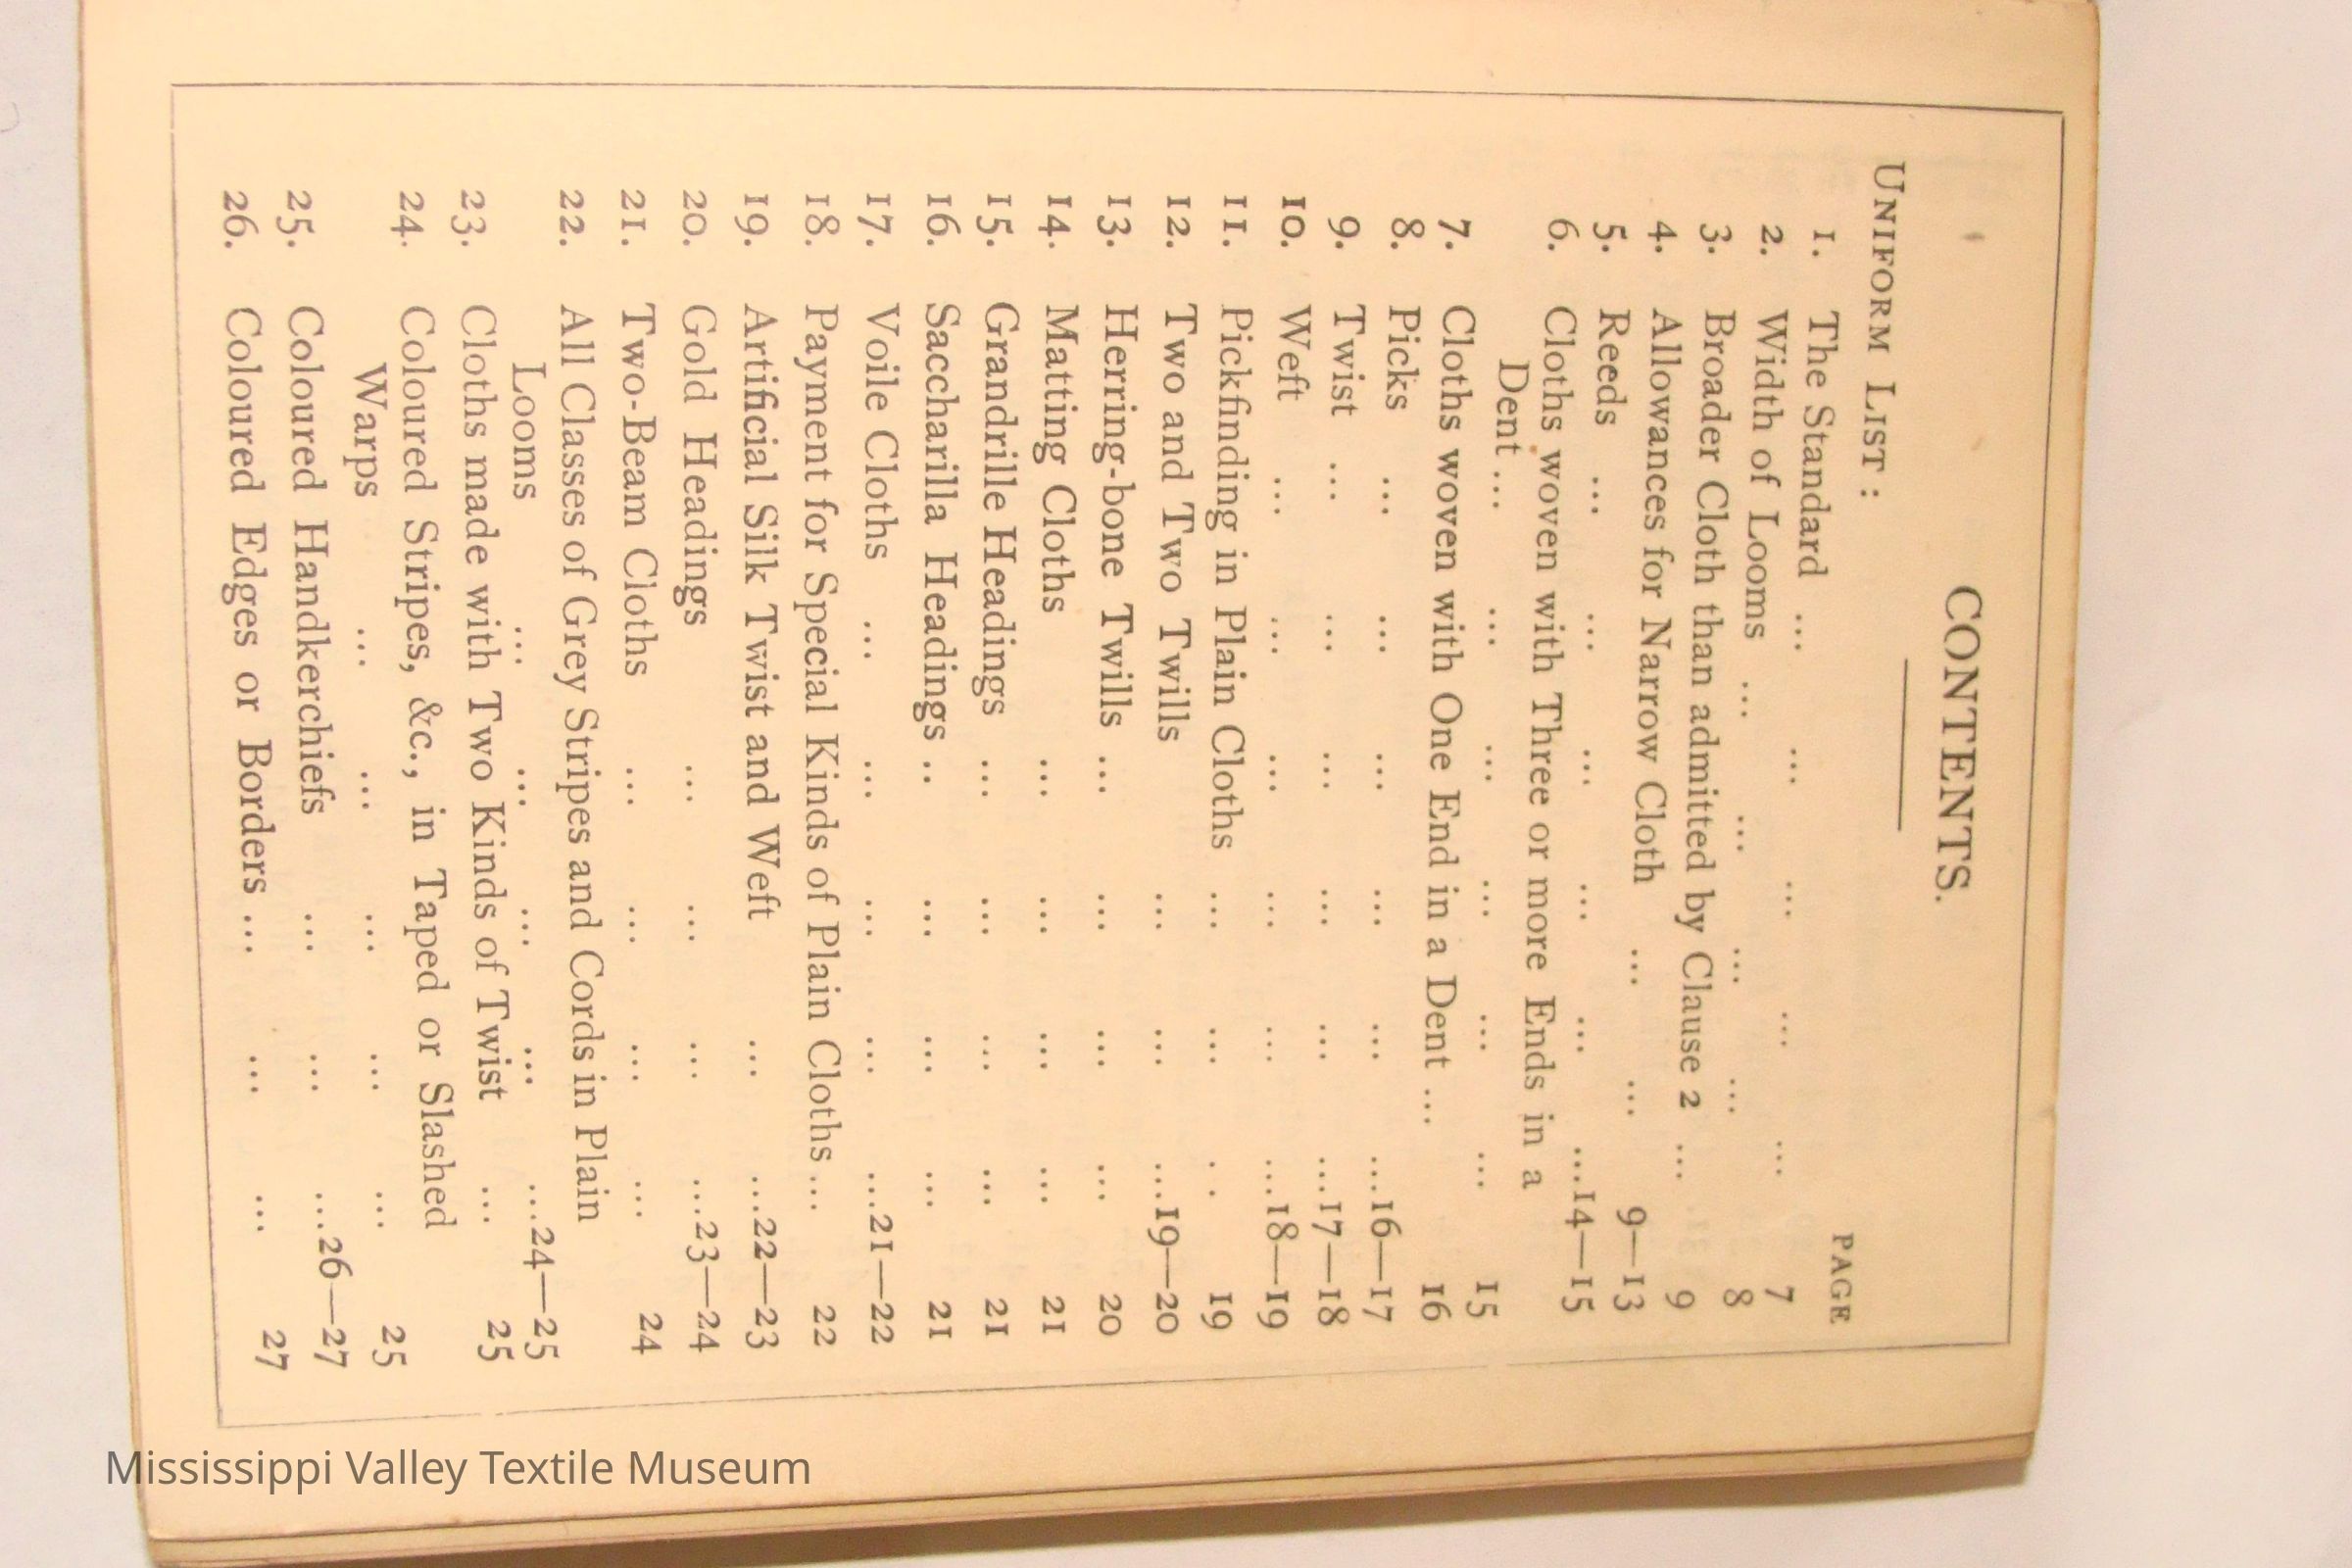 CONTENTS.
PAGE
UNIFORM LIST :
1. The Standard ... ... ... ... ... 7
2. Width of Looms ... ... ... ... 8
3. Broader Cloth than admitted by Clause 2 ... 9
4. Allowances for Narrow Cloth ... ... 9—13
5. Reeds ... ... ... ... ... ...14—15
6. Cloths woven with Three or more Ends in a
Dent ... ... ... ... ... ... 15
7. Cloths woven with One End in a Dent ... 16
8. Picks ... ... ... ... ... ...16—17
9. Twist ... ... ... ... ... ...17—18
10. Weft ... ... ... ... ... ...18—19
11. Pickfinding in Plain Cloths ... ... . . 19
12. Two and Two Twills ... ... ...19—20
13. Herring-bone Twills ... ... ... ... 20
14. Matting Cloths ... ... ... ... 21
15. Grandrille Headings ... ... ... ... 21
16. Saccharilla Headings .. ... ... ... 21
17. Voile Cloths ... ... ... ... ...21—22
18. Payment for Special Kinds of Plain Cloths ... 22
19. Artificial Silk Twist and Weft ... ...22—23
20. Gold Headings ... ... ... ...23—24
21. Two-Beam Cloths ... ... ... ... 24
22. All Classes of Grey Stripes and Cords in Plain
Looms ... ... ... ... ...24—25
23. Cloths made with Two Kinds of Twist ... 25
24. Coloured Stripes, &c., in Taped or Slashed
Warps ... ... ... ... ... 25
25. Coloured Handkerchiefs ... ... ...26—27
26. Coloured Edges or Borders ... ... ... 27
Mississippi Valley Textile Museum